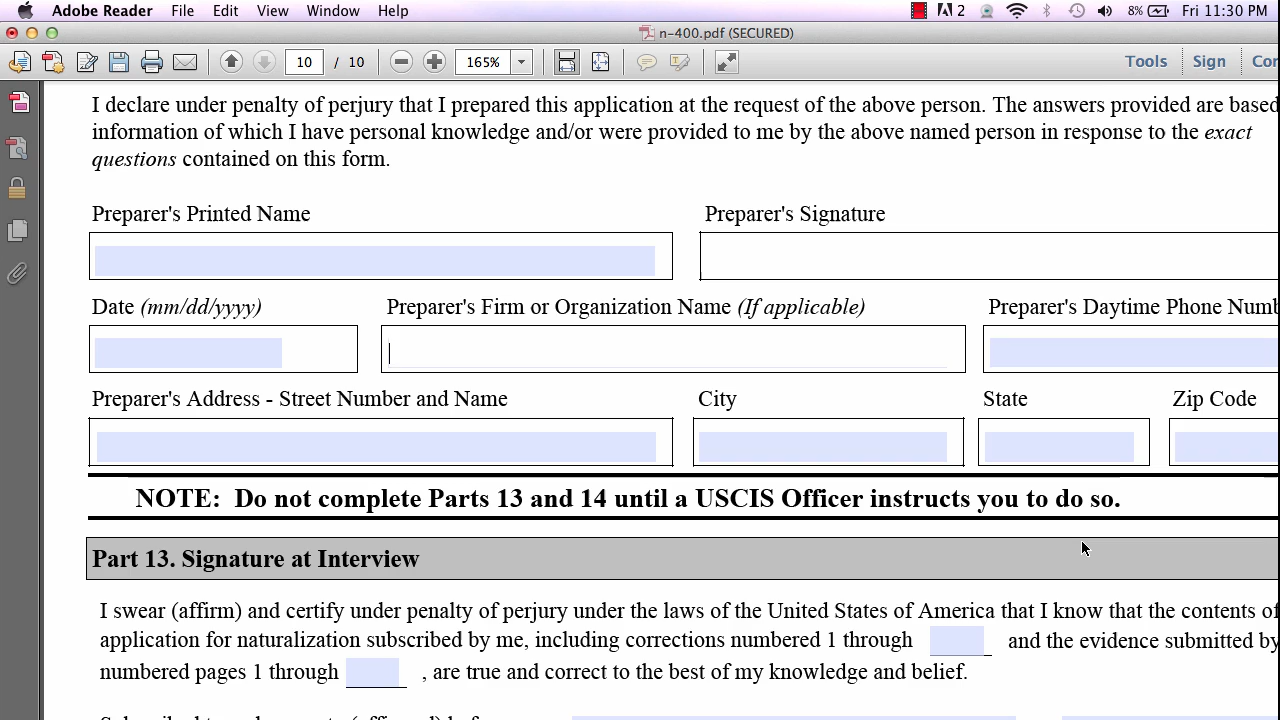 Adobe Reader File Edit View Window Help 2 8% Fri 11:30 PM
n-400.pdf (SECURED)
10 / 10 165% Tools Sign
I declare under penalty of perjury that I prepared this application at the request of the above person. The answers provided are based
information of which I have personal knowledge and/or were provided to me by the above named person in response to the exact
questions contained on this form.
Preparer's Printed Name Preparer's Signature
Date (mm/dd/yyyy) Preparer's Firm or Organization Name (If applicable) Preparer's Daytime Phone
Preparer's Address - Street Number and Name City State Zip Code
NOTE: Do not complete Parts 13 and 14 until a USCIS Officer instructs you to do so.
Part 13. Signature at Interview
I swear (affirm) and certify under penalty of perjury under the laws of the United States of America that I know that the contents of
application for naturalization subscribed by me, including corrections numbered 1 through and the evidence submitted by
numbered pages 1 through , are true and correct to the best of my knowledge and belief.